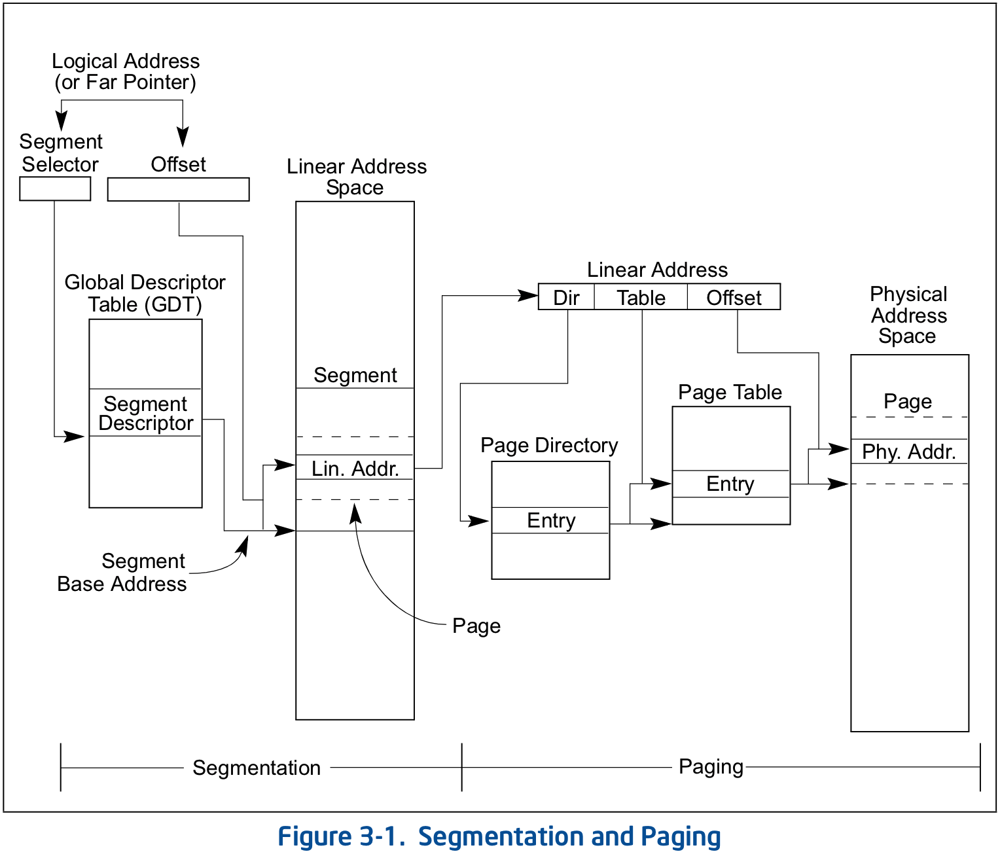 Logical Address
(or Far Pointer)
Segment
Selector
Offset
Linear Address
Space
Global Descriptor
Table (GDT)
Segment
Descriptor
Segment
Lin. Addr.
Segment
Base Address
Page
Linear Address
Dir Table Offset
Page Directory
Entry
Page Table
Entry
Physical
Address
Space
Page
Phy. Addr.
Segmentation
Paging
Figure 3-1. Segmentation and Paging